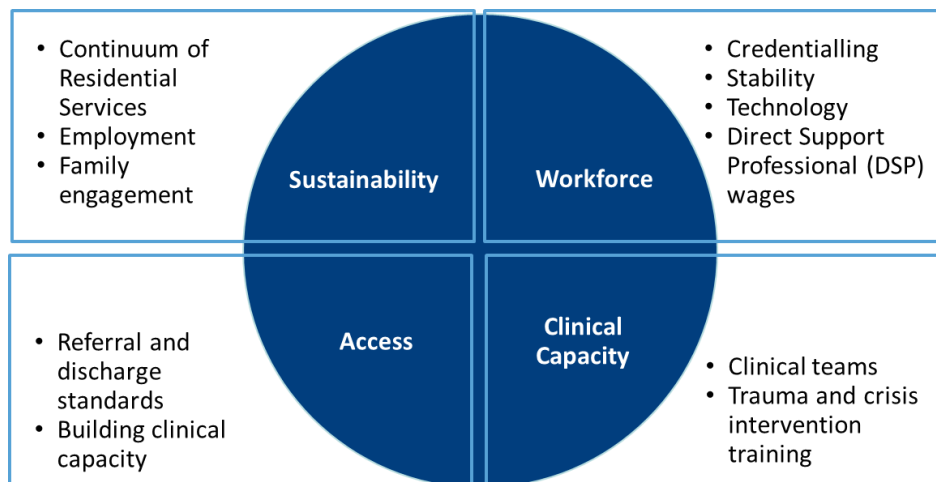 • Continuum of
Residential
Services
• Employment
• Family
engagement
Sustainability
• Credentialling
• Stability
• Technology
• Direct Support
Professional (DSP)
wages
Workforce
• Referral and
discharge
standards
• Building clinical
capacity
Access
Clinical
Capacity
• Clinical teams
• Trauma and crisis
intervention
training